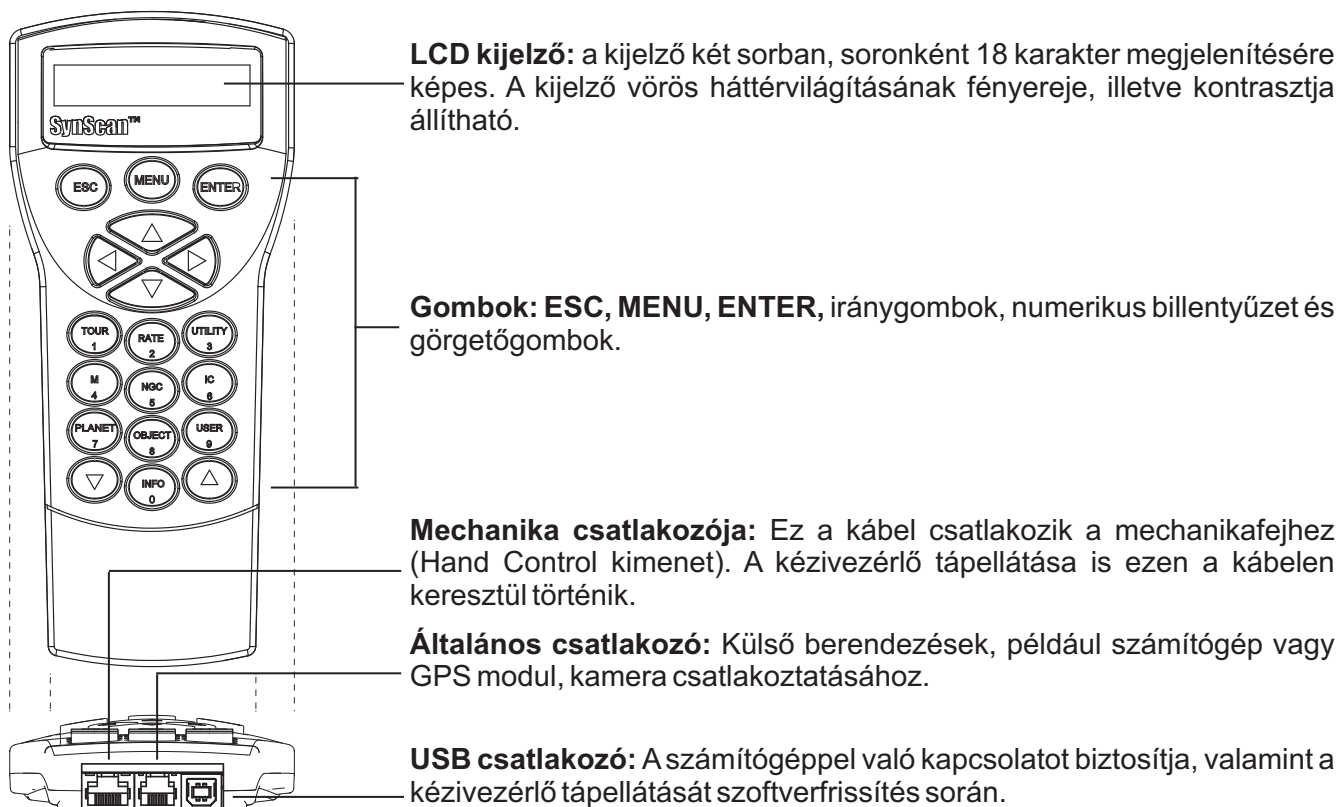 LCD kijelző: a kijelző két sorban, soronként 18 karakter megjelenítésére
képes. A kijelző vörös háttérvilágításának fényereje, illetve kontrasztja
állítható.
SynScan™
ESC MENU ENTER
Gombok: ESC, MENU, ENTER, iránygombok, numerikus billentyűzet és
görgetőgombok.
TOUR RATE UTILITY
1 2 3
M NGC IC
4 5 6
PLANET OBJECT USER
7 8 9
INFO
0
Mechanika csatlakozója: Ez a kábel csatlakozik a mechanikafejhez
(Hand Control kimenet). A kézivezérlő tápellátása is ezen a kábelen
keresztül történik.
Általános csatlakozó: Külső berendezések, például számítógép vagy
GPS modul, kamera csatlakoztatásához.
USB csatlakozó: A számítógéppel való kapcsolatot biztosítja, valamint a
kézivezérlő tápellátását szoftverfrissítés során.